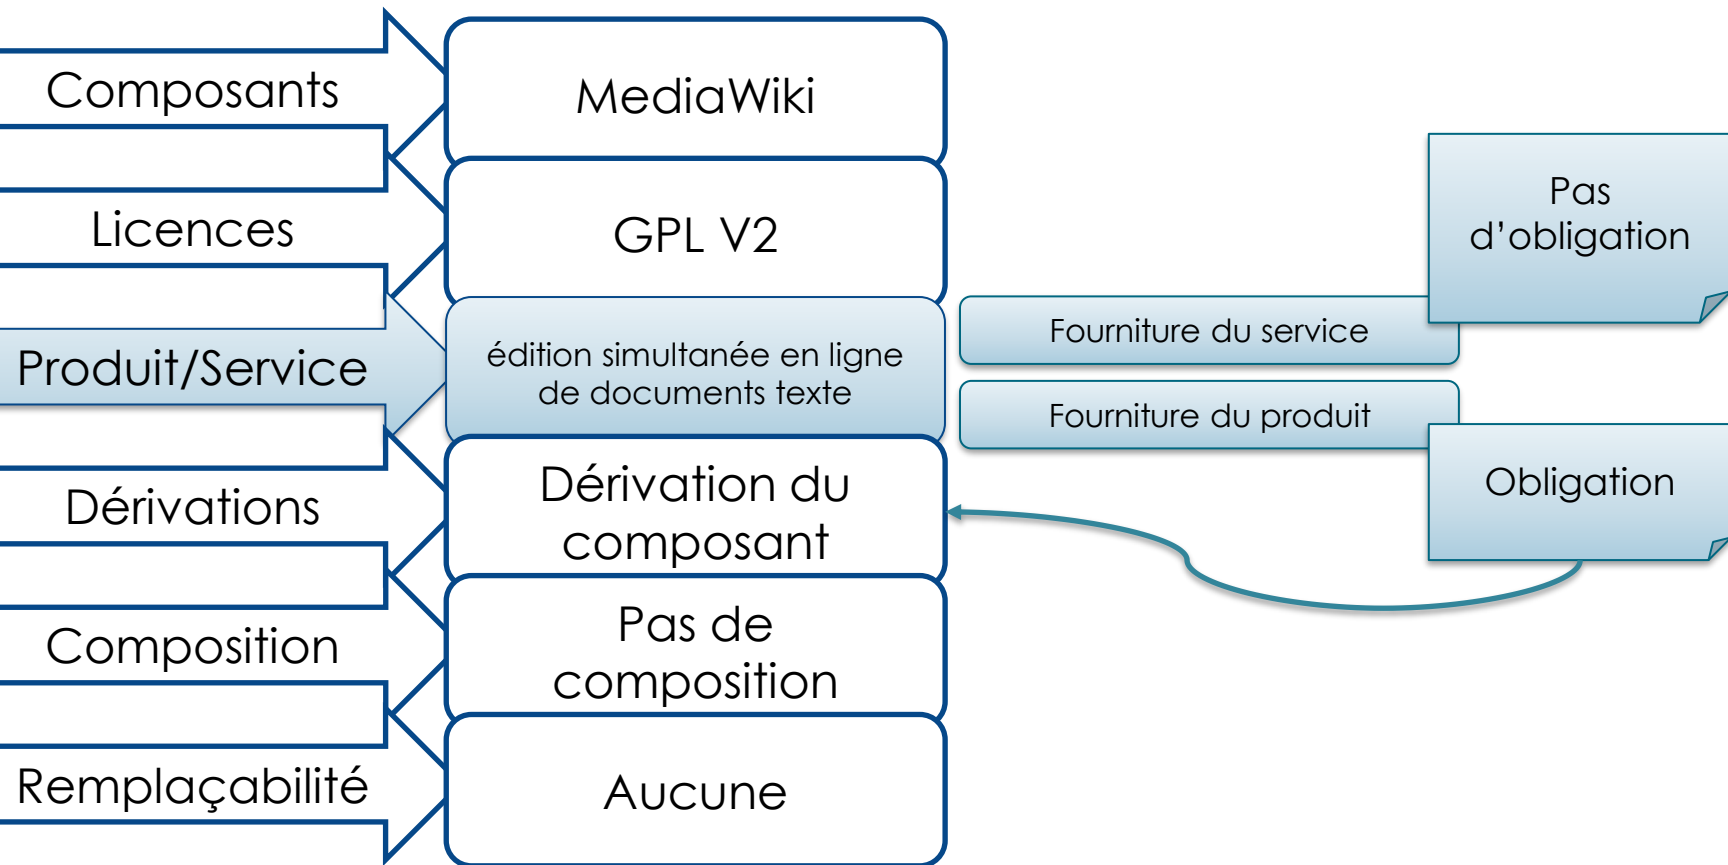 Composants
MediaWiki
Licences
GPL V2
Produit/Service
édition simultanée en ligne
de documents texte
Fourniture du service
Pas
d’obligation
Fourniture du produit
Obligation
Dérivations
Dérivation du
composant
Composition
Pas de
composition
Remplaçabilité
Aucune